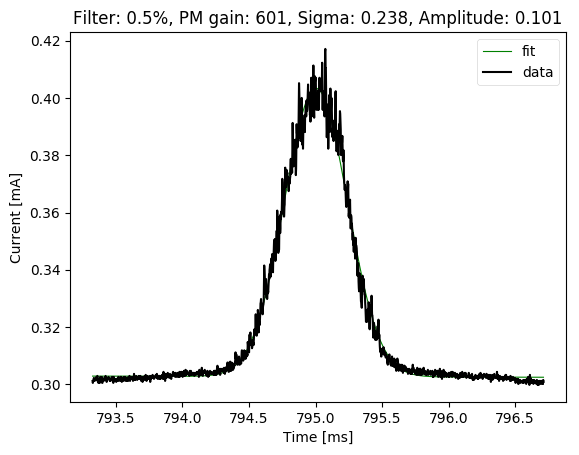 Filter: 0.5%, PM gain: 601, Sigma: 0.238, Amplitude: 0.101
fit
data
0.42
0.40
0.38
0.36
0.34
0.32
0.30
Current [mA]
793.5
794.0
794.5
795.0
795.5
796.0
796.5
Time [ms]